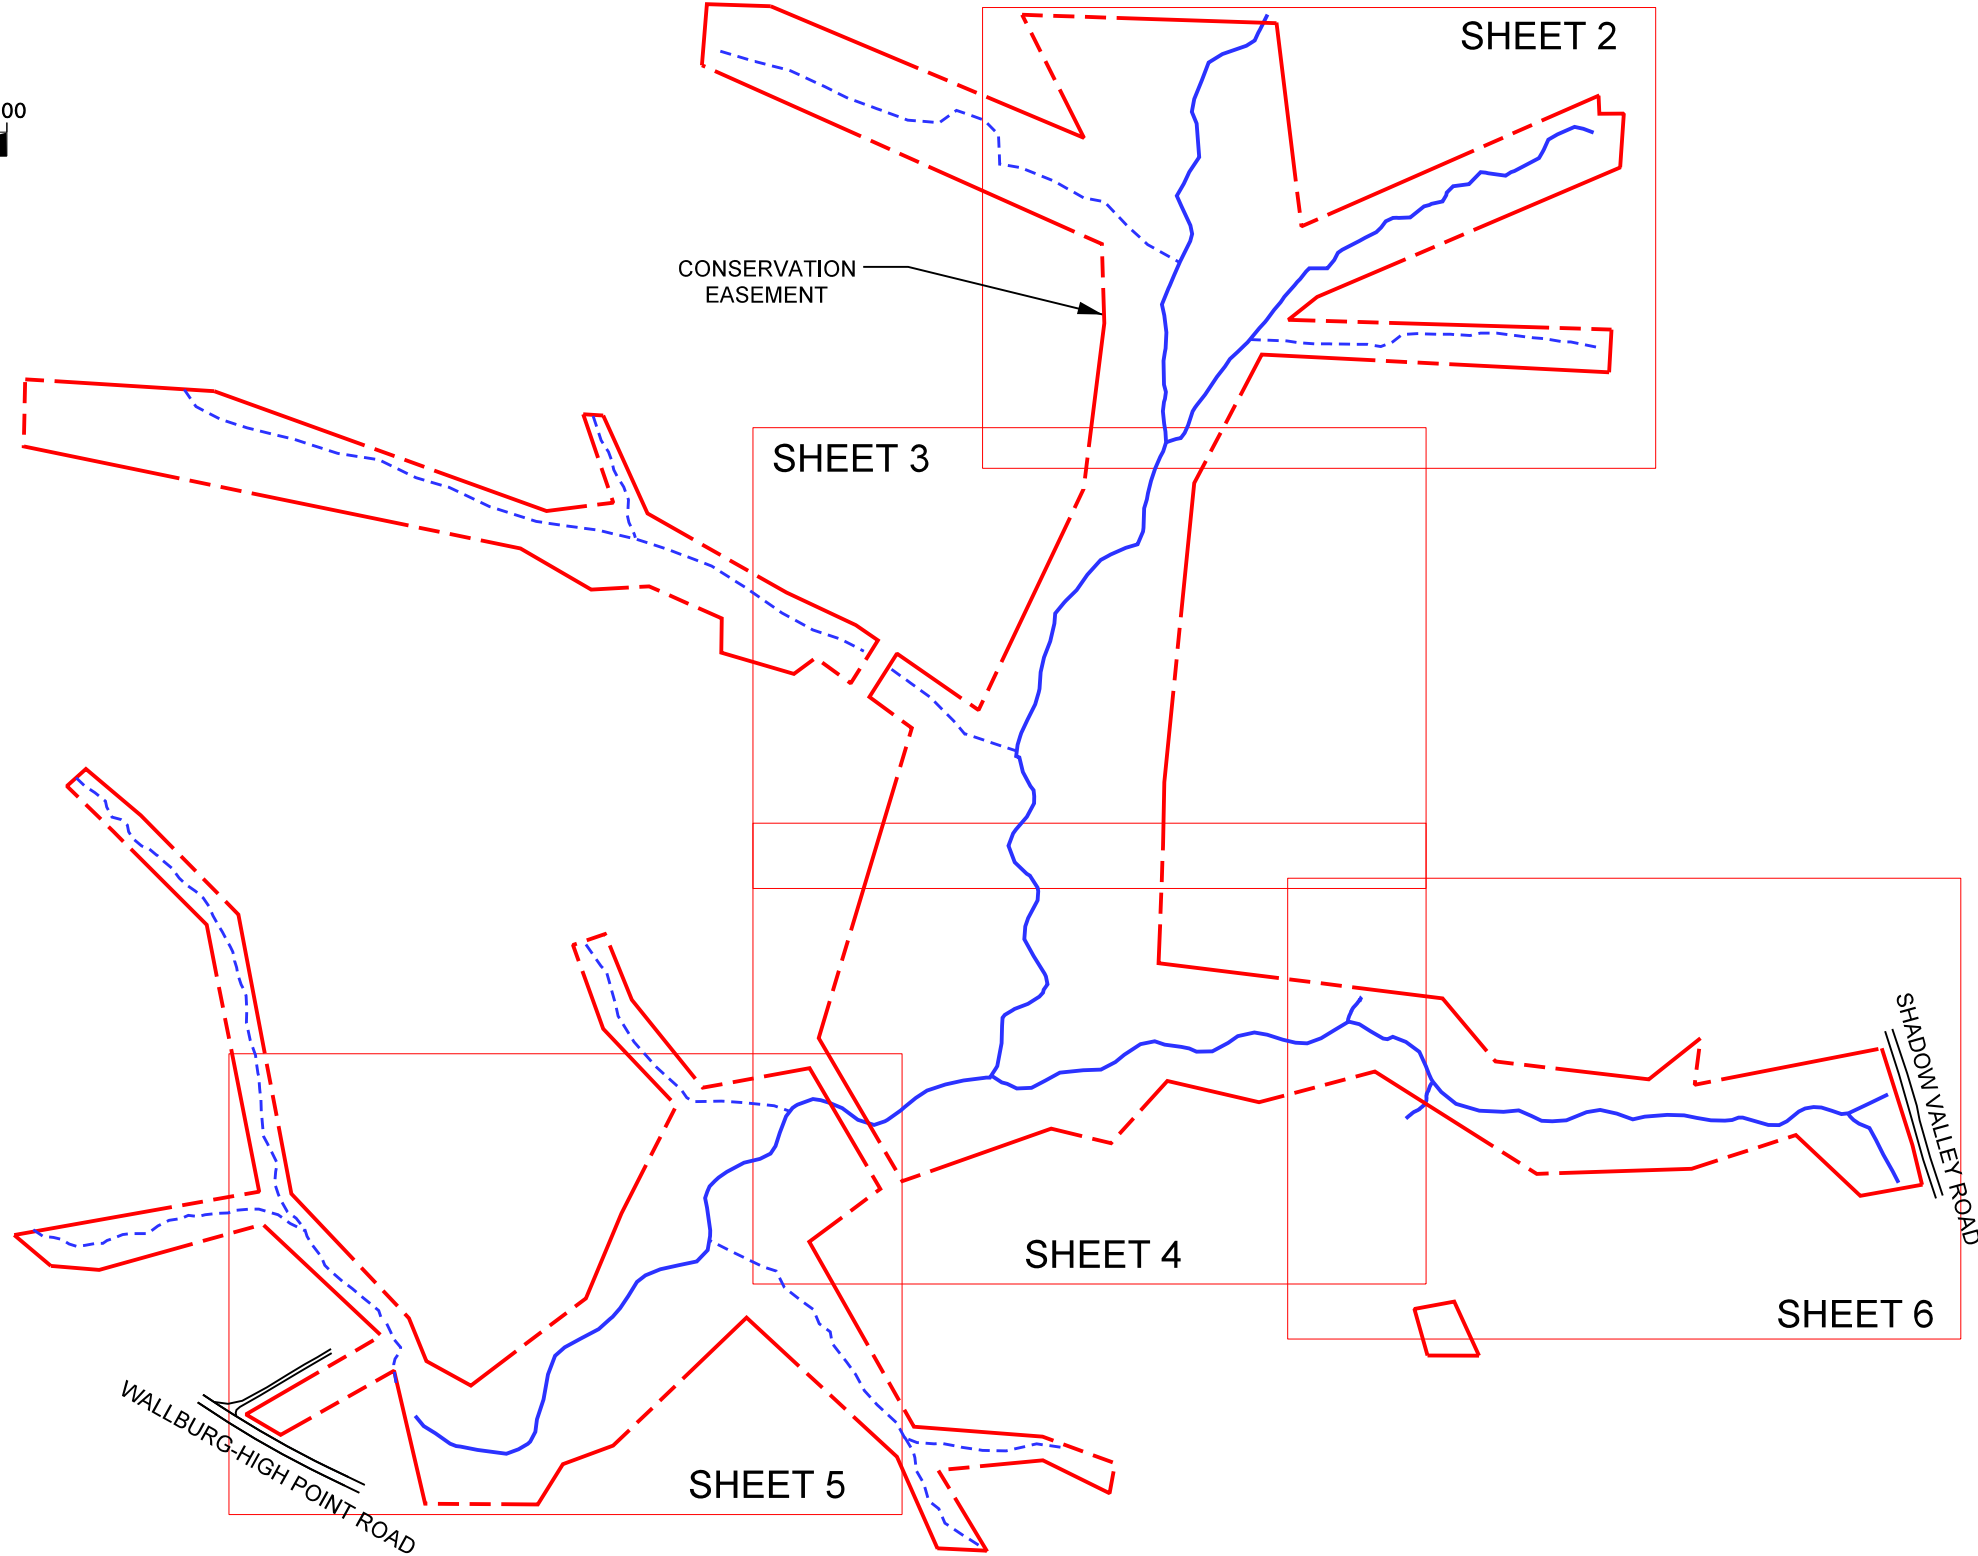 SHEET 2
00
CONSERVATION
EASEMENT
SHEET 3
SHADOW VALLEY ROAD
SHEET 4
SHEET 6
WALLBURG-HIGH POINT ROAD
SHEET 5